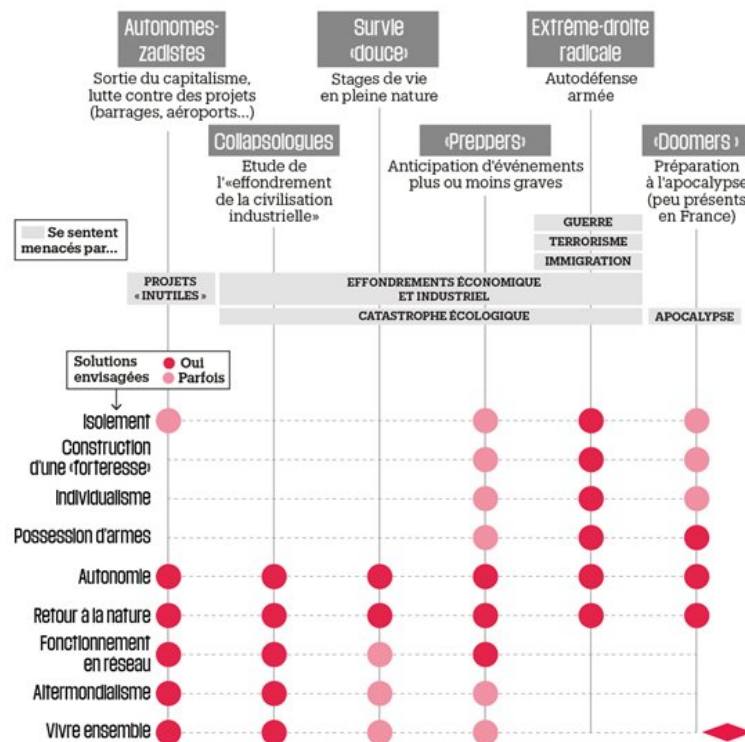 Autonomes-
zadistes
Sortie du capitalisme,
lutte contre des projets
(barrages, aéroports...)
Survie
«douce»
Stages de vie
en pleine nature
Extrême-droite
radicale
Autodéfense
armée
Collapsologues
Etude de
l'«effondrement
de la civilisation
industrielle»
«Preppers»
Anticipation d'événements
plus ou moins graves
«Doomers»
Préparation
à l'apocalypse
(peu présents
en France)
Se sentent
menacés par...
GUERRE
TERRORISME
IMMIGRATION
PROJETS
« INUTILES »
EFFONDREMENTS ÉCONOMIQUE
ET INDUSTRIEL
CATASTROPHE ÉCOLOGIQUE
APOCALYPSE
Solutions
envisagées
Oui
Parfois
Isolement
Construction
d'une «forteresse»
Individualisme
Possession d'armes
Autonomie
Retour à la nature
Fonctionnement
en réseau
Altermondialisme
Vivre ensemble